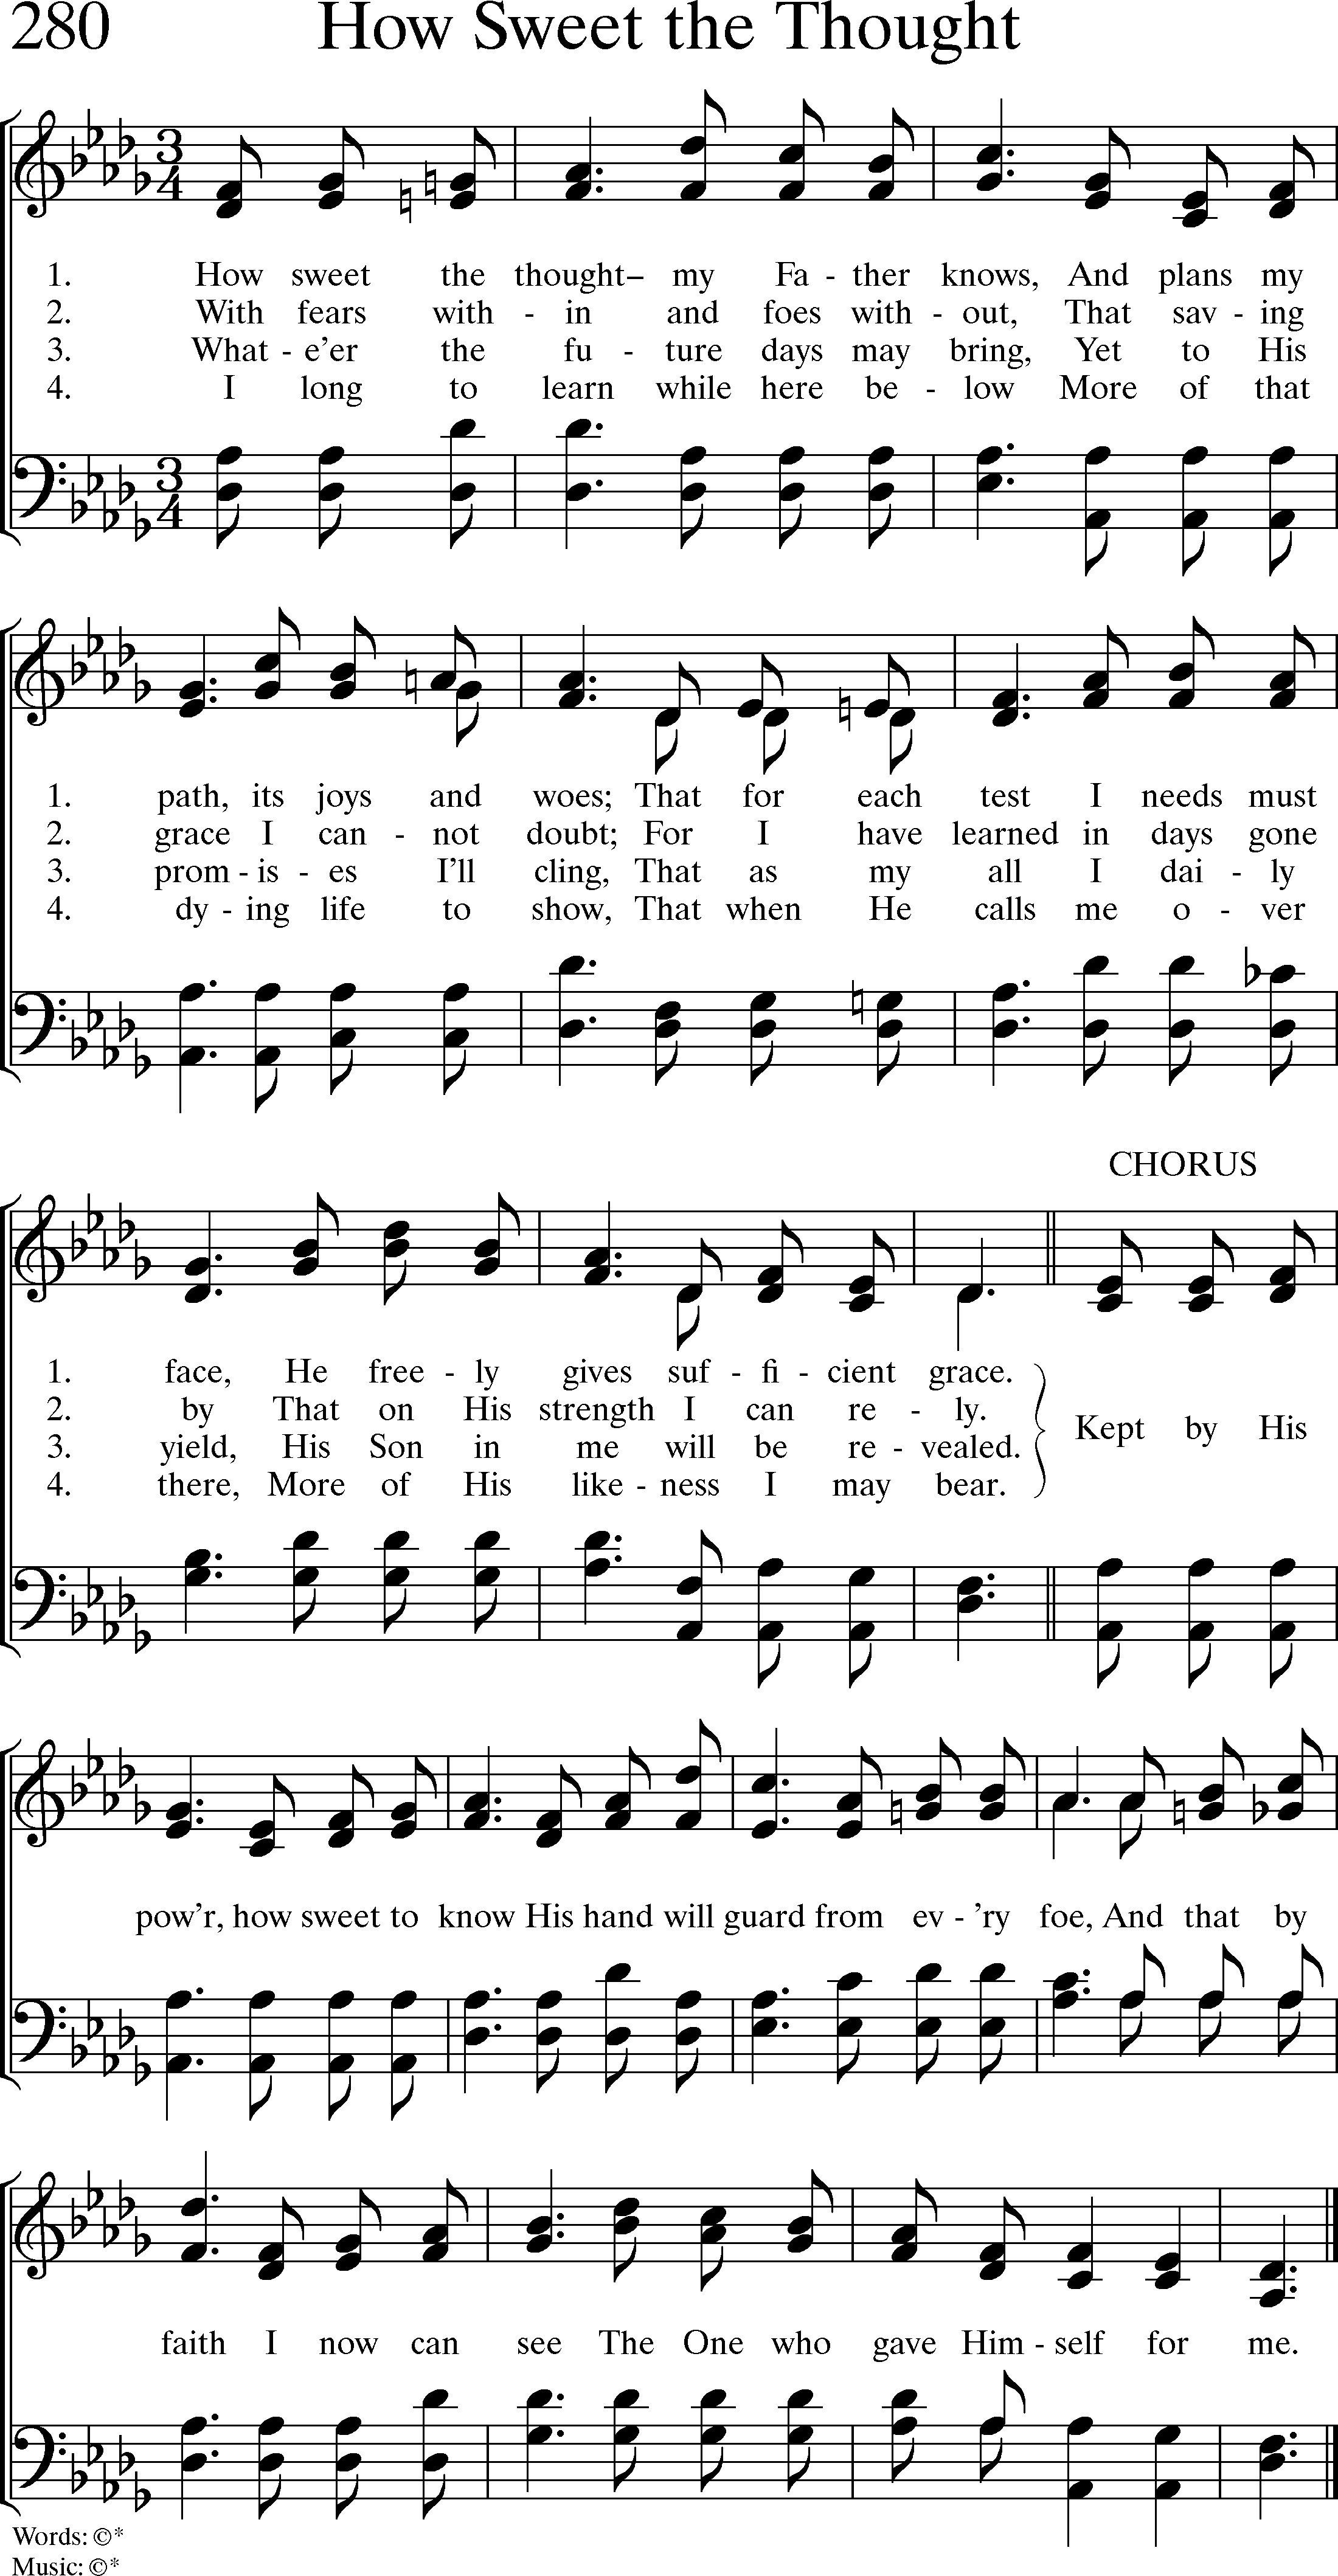 280 How Sweet the Thought
1. How sweet the thought– my Fa - ther knows, And plans my
2. With fears with - in and foes with - out, That sav - ing
3. What - e'er the fu - ture days may bring, Yet to His
4. I long to learn while here be - low More of that
1. path, its joys and woes; That for each test I needs must
2. grace I can - not doubt; For I have learned in days gone
3. prom - is - es I'll cling, That as my all I dai - ly
4. dy - ing life to show, That when He calls me o - ver
CHORUS
1. face, He free - ly gives suf - fi - cient grace.
2. by That on His strength I can re - ly.
3. yield, His Son in me will be re - vealed.
4. there, More of His like - ness I may bear.
Kept by His
pow'r, how sweet to know His hand will guard from ev - 'ry foe, And that by
faith I now can see The One who gave Him - self for me.
Words: ©*
Music: ©*